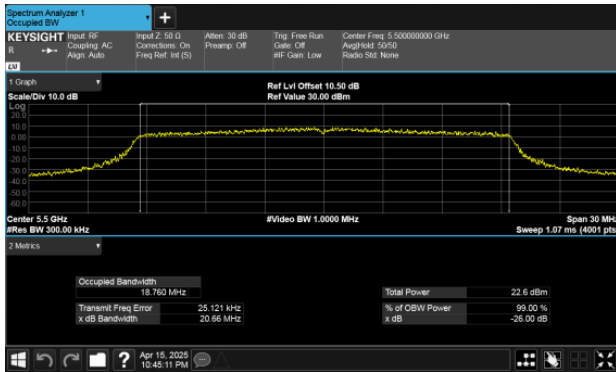 Spectrum Analyzer 1
Occupied BW
+
KEYSIGHT Input: RF Input Z: 50 Ω Atten: 30 dB Trig: Free Run Center Freq: 5.500000000 GHz
R Coupling: AC Corrections: On Preamp: Off Gate: Off Avg|Hold: 50/50
Align: Auto Freq Ref: Int (S) #IF Gain: Low Radio Std: None
LXI
1 Graph
Ref Lvl Offset 10.50 dB
Scale/Div 10.0 dB Ref Value 30.00 dBm
Log
20.0
10.0
0.00
-10.0
-20.0
-30.0
-40.0
-50.0
-60.0
Center 5.5 GHz #Video BW 1.0000 MHz Span 30 MHz
#Res BW 300.00 kHz Sweep 1.07 ms (4001 pts)
2 Metrics
Occupied Bandwidth
18.760 MHz Total Power 22.6 dBm
Transmit Freq Error 25.121 kHz % of OBW Power 99.00 %
x dB Bandwidth 20.66 MHz x dB -26.00 dB
? Apr 15, 2025
10:45:11 PM